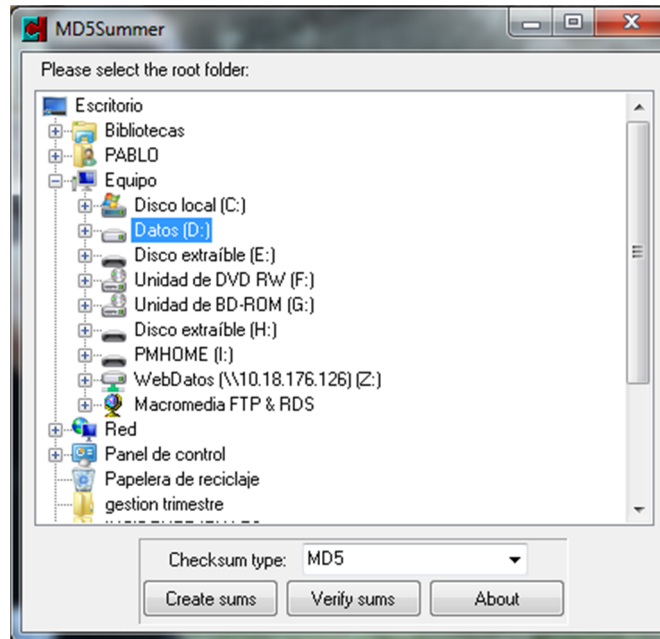 MD5Summer
Please select the root folder:
Escritorio
Bibliotecas
PABLO
Equipo
Disco local (C:)
Datos (D:)
Disco extraíble (E:)
Unidad de DVD RW (F:)
Unidad de BD-ROM (G:)
Disco extraíble (H:)
PMHOME (I:)
WebDatos (\\10.18.176.126) (Z:)
Macromedia FTP & RDS
Red
Panel de control
Papelera de reciclaje
gestion trimestre
Checksum type: MD5
Create sums Verify sums About